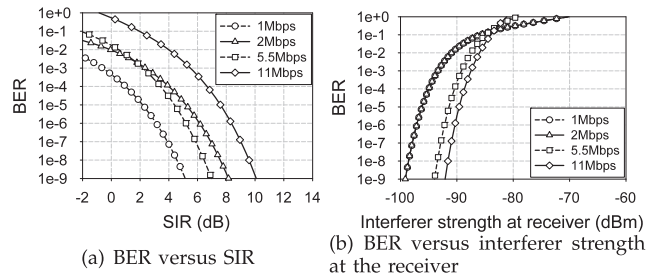 1e0
1e-1
1e-2
1e-3
1e-4
1e-5
1e-6
1e-7
1e-8
1e-9
BER
-2 0 2 4 6 8 10 12 14
SIR (dB)
1Mbps
2Mbps
5.5Mbps
11Mbps
(a) BER versus SIR
1e0
1e-1
1e-2
1e-3
1e-4
1e-5
1e-6
1e-7
1e-8
1e-9
BER
-100 -90 -80 -70 -60
Interferer strength at receiver (dBm)
1Mbps
2Mbps
5.5Mbps
11Mbps
(b) BER versus interferer strength
at the receiver